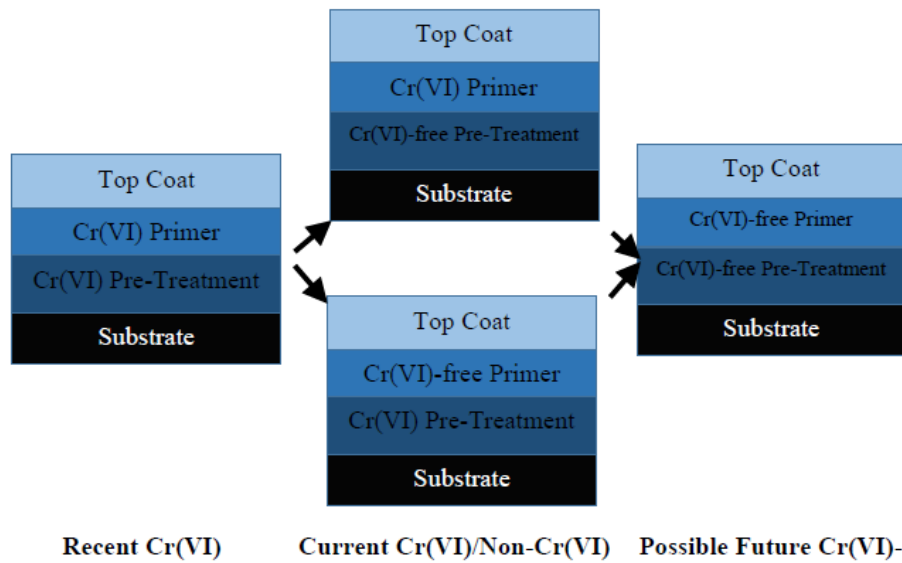 Top Coat
Cr(VI) Primer
Cr(VI) Pre-Treatment
Substrate
Top Coat
Cr(VI) Primer
Cr(VI)-free Pre-Treatment
Substrate
Top Coat
Cr(VI)-free Primer
Cr(VI) Pre-Treatment
Substrate
Top Coat
Cr(VI)-free Primer
Cr(VI)-free Pre-Treatment
Substrate
Recent Cr(VI)
Current Cr(VI)/Non-Cr(VI)
Possible Future Cr(VI)-